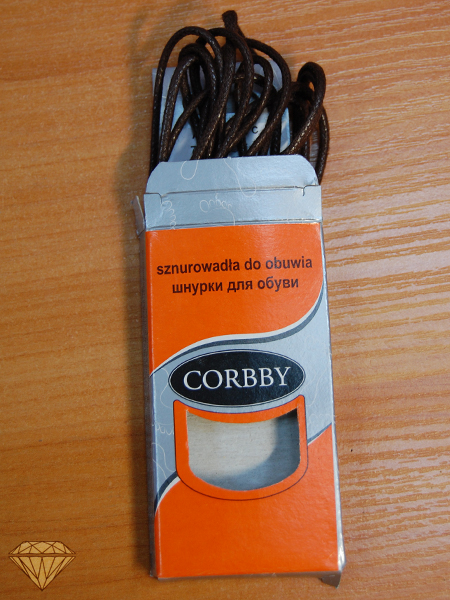 sznurowadła do obuwia
шнурки для обуви
CORBBY